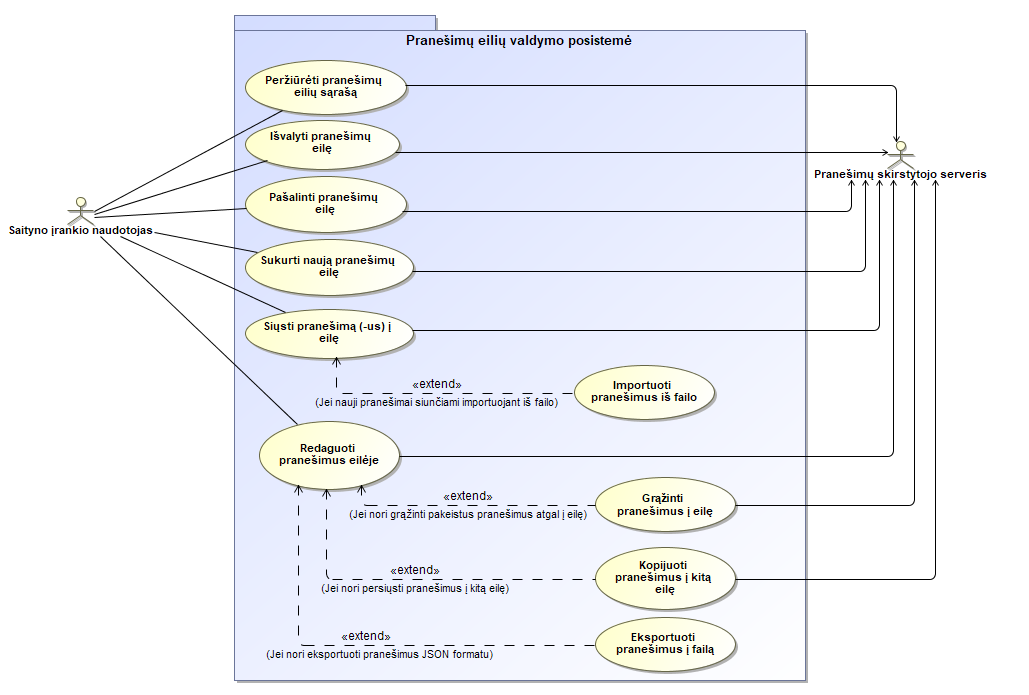 Pranešimų eilių valdymo posistemė
Peržiūrėti pranešimų
eilių sąrašą
Išvalyti pranešimų
eilę
Pranešimų skirstytojo serveris
Pašalinti pranešimų
eilę
Saityno įrankio naudotojas
Sukurti naują pranešimų
eilę
Siųsti pranešimą (-us) į
eilę
«extend»
(Jei nauji pranešimai siunčiami importuojant iš failo)
Importuoti
pranešimus iš failo
Redaguoti
pranešimus eilėje
«extend»
(Jei nori grąžinti pakeistus pranešimus atgal į eilę)
Grąžinti
pranešimus į eilę
«extend»
(Jei nori persiųsti pranešimus į kitą eilę)
Kopijuoti
pranešimus į kitą
eilę
«extend»
(Jei nori eksportuoti pranešimus JSON formatu)
Eksportuoti
pranešimus į failą